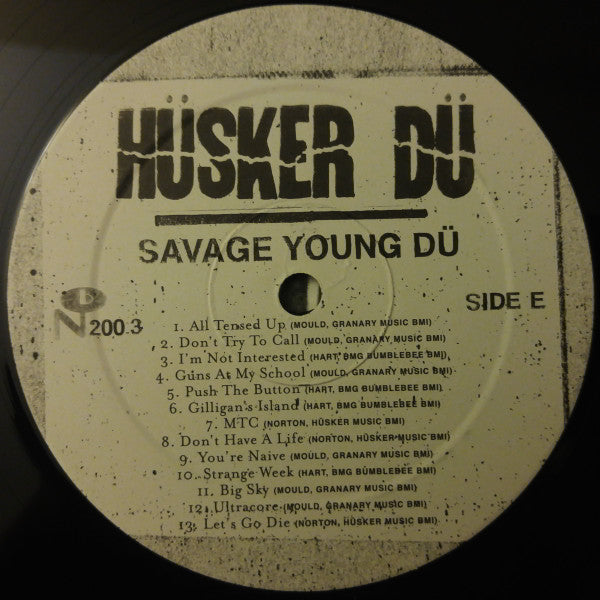 HÜSKER DÜ
SAVAGE YOUNG DÜ
N 200.3
SIDE E
1. All Tensed Up (MOULD, GRANARY MUSIC BMI)
2. Don't Try To Call (MOULD, GRANARY MUSIC BMI)
3. I'm Not Interested (HART, BMG BUMBLEBEE BMI)
4. Guns At My School (MOULD, GRANARY MUSIC BMI)
5. Push The Button (HART, BMG BUMBLEBEE BMI)
6. Gilligan's Island (HART, BMG BUMBLEBEE BMI)
7. MTC (NORTON, HÜSKER MUSIC BMI)
8. Don't Have A Life (NORTON, HÜSKER MUSIC BMI)
9. You're Naive (MOULD, GRANARY MUSIC BMI)
10. Strange Week (HART, BMG BUMBLEBEE BMI)
11. Big Sky (MOULD, GRANARY MUSIC BMI)
12. Ultracore (MOULD, GRANARY MUSIC BMI)
13. Let's Go Die (NORTON, HÜSKER MUSIC BMI)